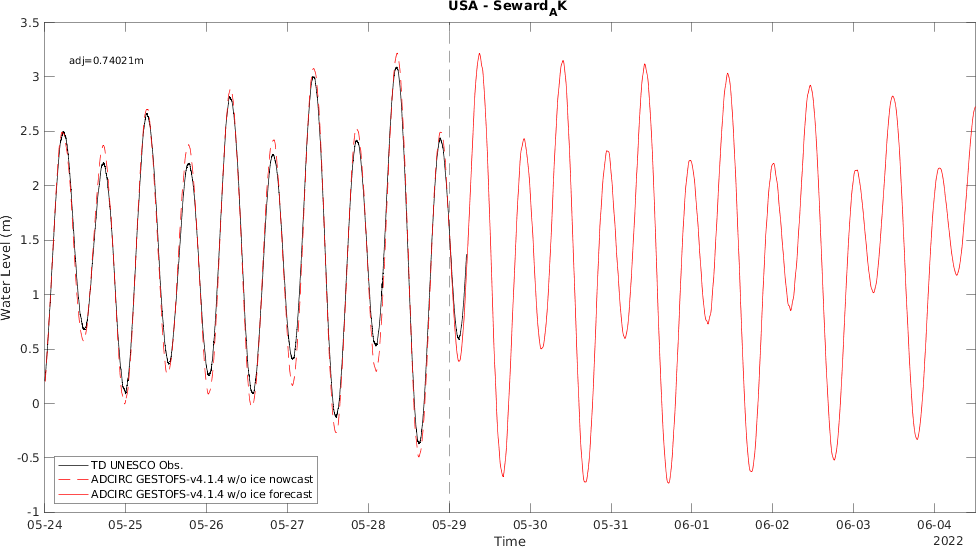 USA - Seward_AK
adj=0.74021m
3.5
3
2.5
2
1.5
1
0.5
0
-0.5
-1
Water Level (m)
TD UNESCO Obs.
ADCIRC GESTOFS-v4.1.4 w/o ice nowcast
ADCIRC GESTOFS-v4.1.4 w/o ice forecast
05-24 05-25 05-26 05-27 05-28 05-29 05-30 05-31 06-01 06-02 06-03 06-04
Time
2022